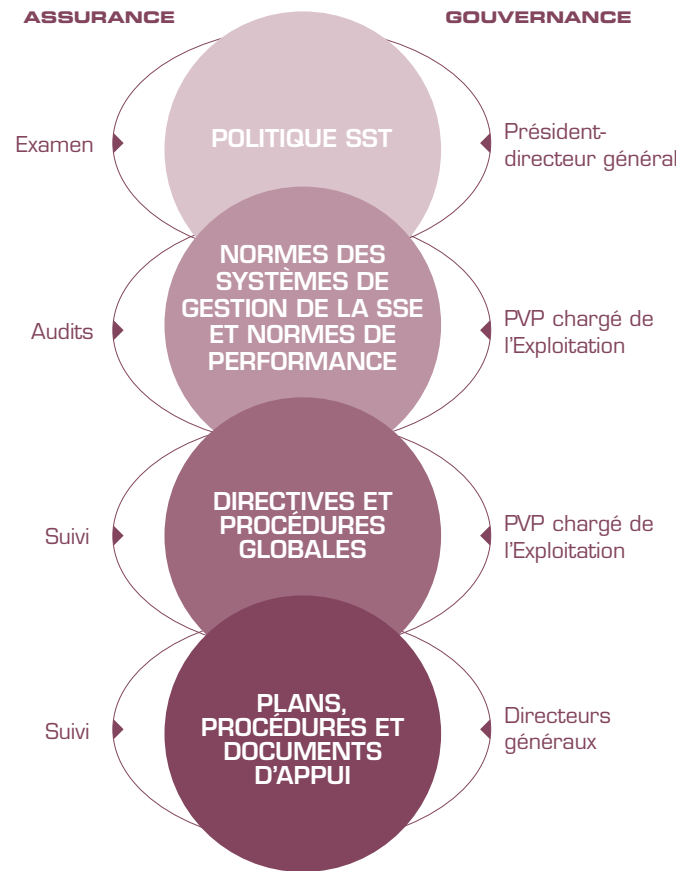 ASSURANCE
GOUVERNANCE
Examen
POLITIQUE SST
Président-
directeur général
Audits
NORMES DES
SYSTÈMES DE
GESTION DE LA SSE
ET NORMES DE
PERFORMANCE
PVP chargé de
l'Exploitation
Suivi
DIRECTIVES ET
PROCÉDURES
GLOBALES
PVP chargé de
l'Exploitation
Suivi
PLANS,
PROCÉDURES ET
DOCUMENTS
D'APPUI
Directeurs
généraux